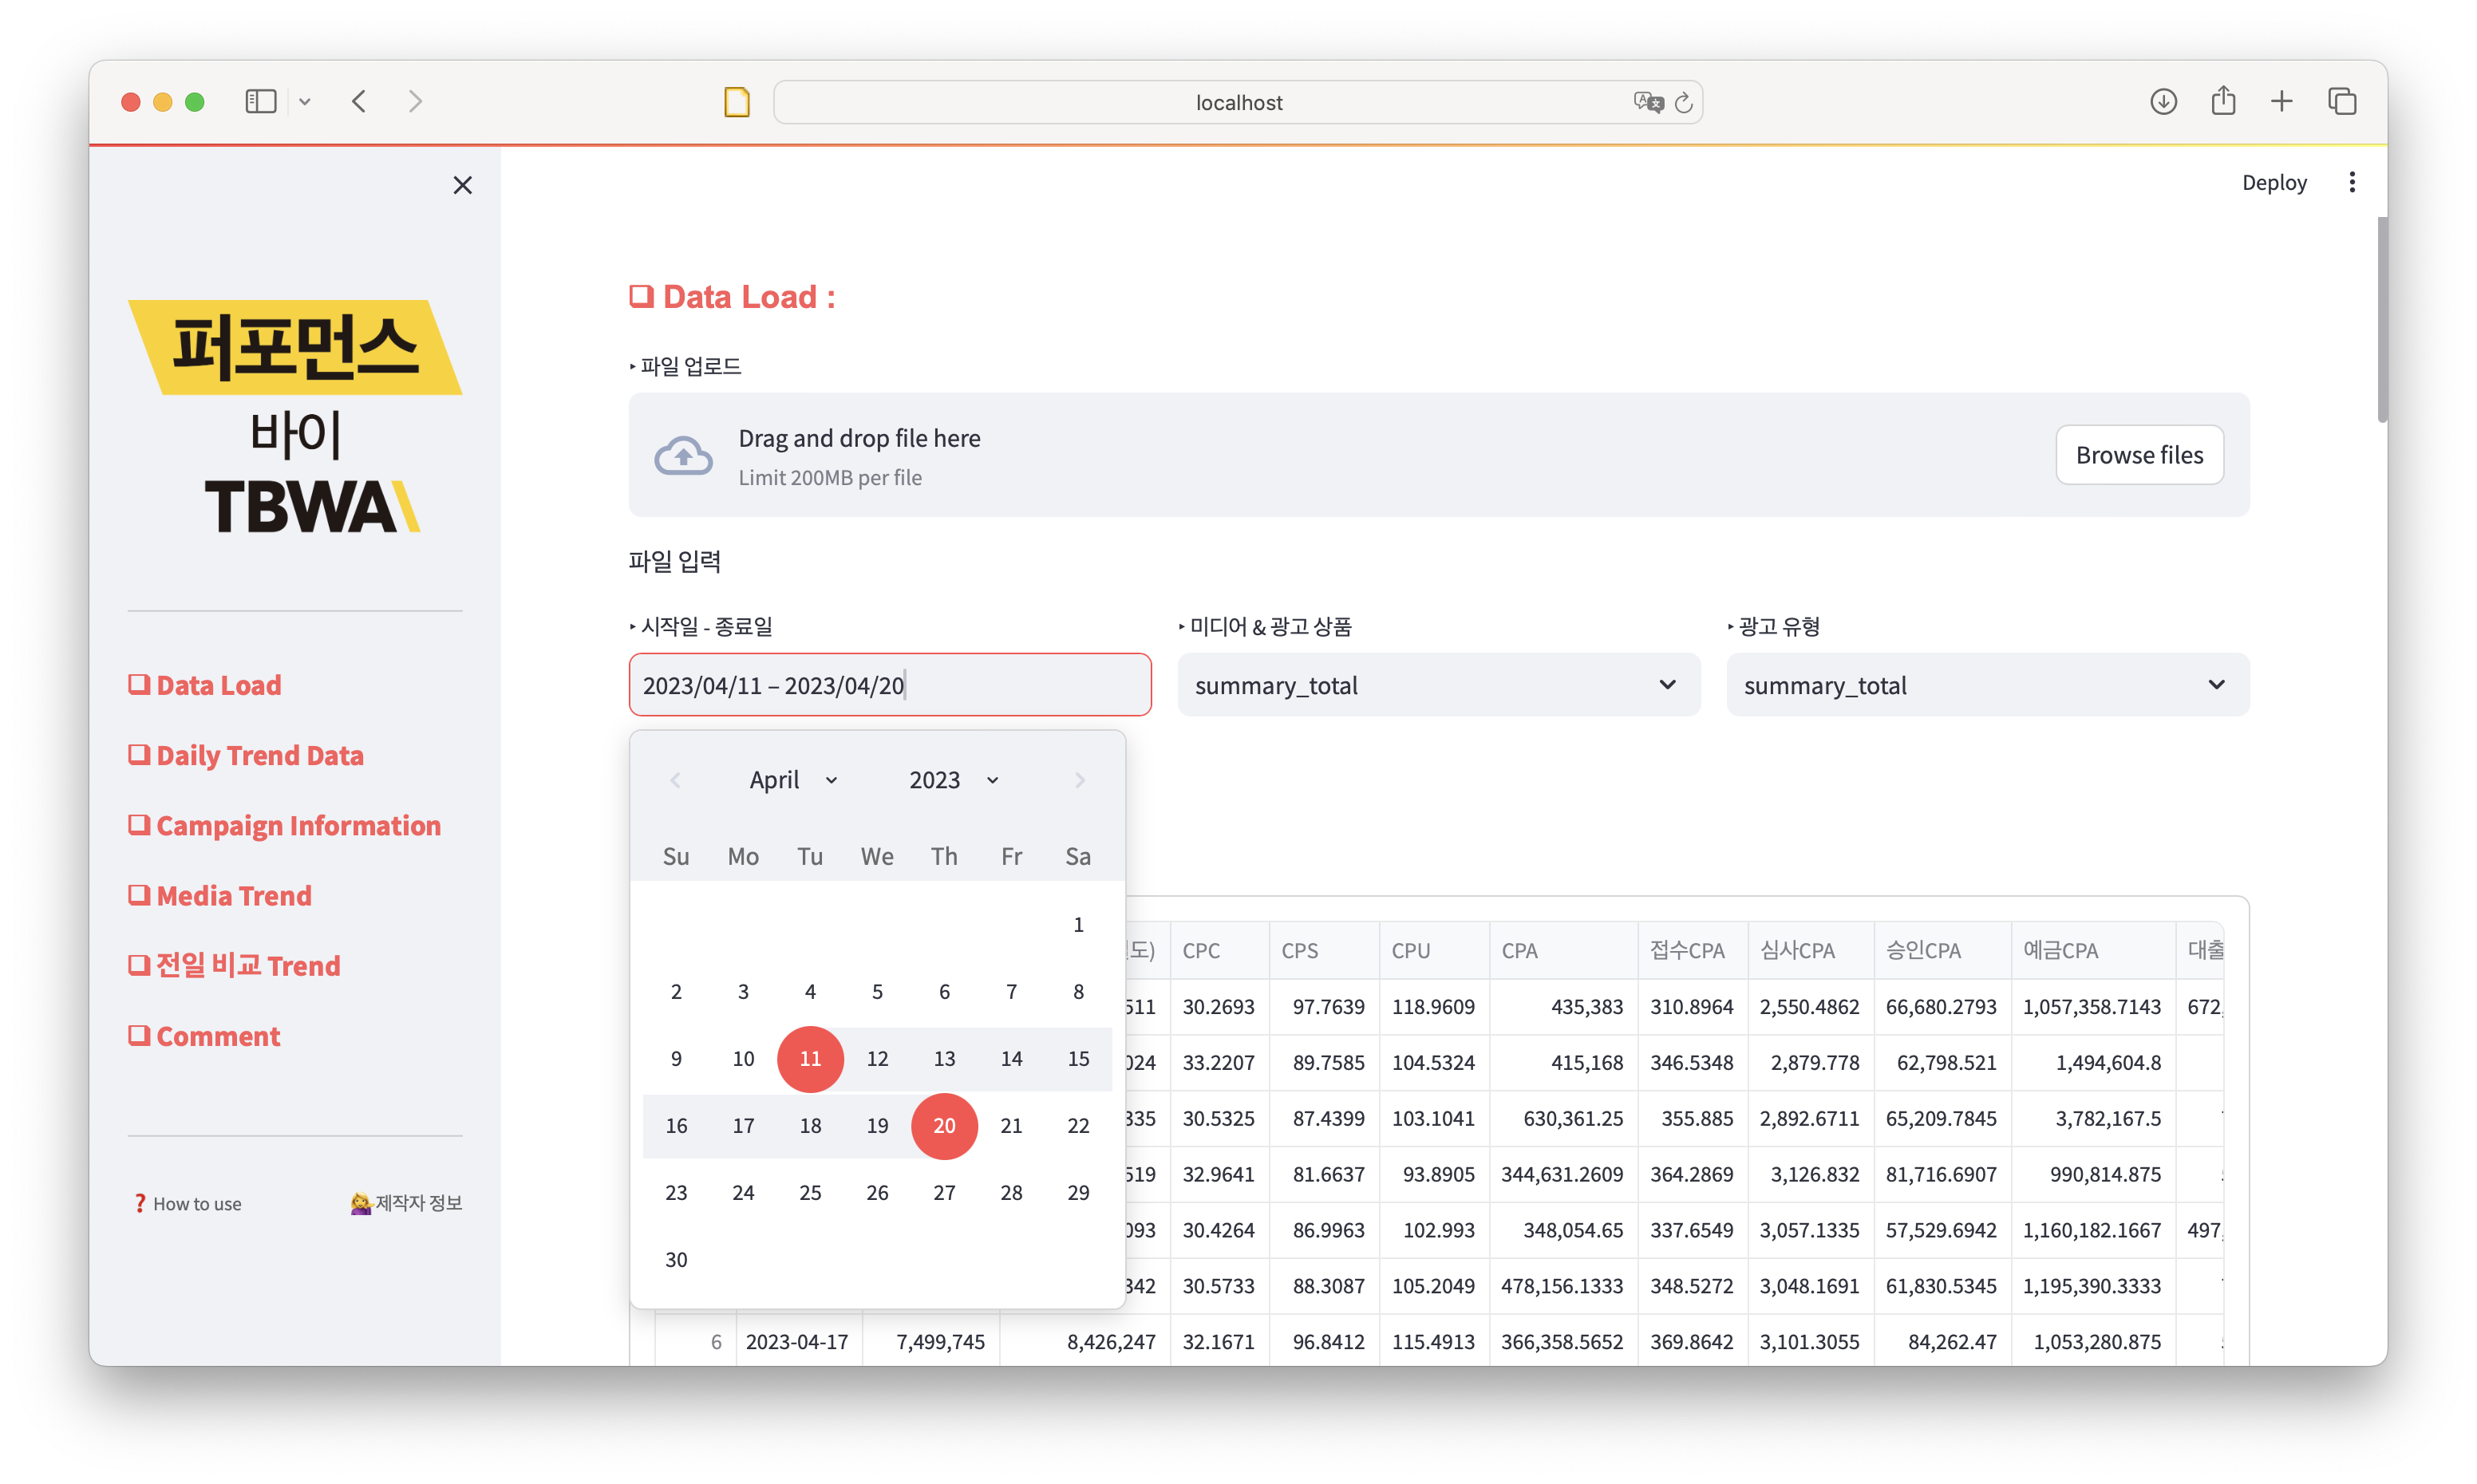 localhost
Deploy
퍼포먼스
바이
TBWA\
❏ Data Load
❏ Daily Trend Data
❏ Campaign Information
❏ Media Trend
❏ 전일 비교 Trend
❏ Comment
❓ How to use
💁‍♀️제작자 정보
❏ Data Load :
‣ 파일 업로드
Drag and drop file here
Limit 200MB per file
Browse files
파일 입력
‣ 시작일 - 종료일
‣ 미디어 & 광고 상품
‣ 광고 유형
2023/04/11 – 2023/04/20
summary_total
summary_total
April 2023
Su Mo Tu We Th Fr Sa
1
2 3 4 5 6 7 8
9 10 11 12 13 14 15
16 17 18 19 20 21 22
23 24 25 26 27 28 29
30
도) CPC CPS CPU CPA 접수CPA 심사CPA 승인CPA 예금CPA 대출
511 30.2693 97.7639 118.9609 435,383 310.8964 2,550.4862 66,680.2793 1,057,358.7143 672,
024 33.2207 89.7585 104.5324 415,168 346.5348 2,879.778 62,798.521 1,494,604.8
335 30.5325 87.4399 103.1041 630,361.25 355.885 2,892.6711 65,209.7845 3,782,167.5
519 32.9641 81.6637 93.8905 344,631.2609 364.2869 3,126.832 81,716.6907 990,814.875
093 30.4264 86.9963 102.993 348,054.65 337.6549 3,057.1335 57,529.6942 1,160,182.1667 497,
342 30.5733 88.3087 105.2049 478,156.1333 348.5272 3,048.1691 61,830.5345 1,195,390.3333
6 2023-04-17 7,499,745 8,426,247 32.1671 96.8412 115.4913 366,358.5652 369.8642 3,101.3055 84,262.47 1,053,280.875